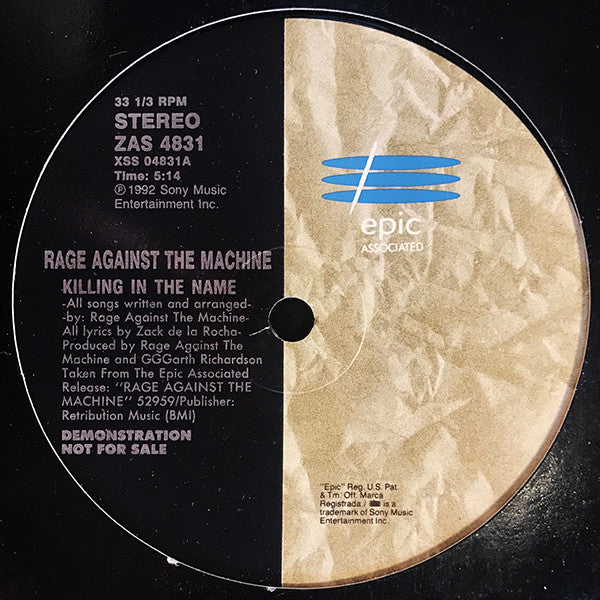 33 1/3 RPM
STEREO
ZAS 4831
XSS 04831A
Time: 5:14
℗ 1992 Sony Music
Entertainment Inc.
RAGE AGAINST THE MACHINE
KILLING IN THE NAME
-All songs written and arranged-
-by: Rage Against The Machine-
All lyrics by Zack de la Rocha-
Produced by Rage Against The
Machine and GGGarth Richardson
Taken From The Epic Associated
Release: "RAGE AGAINST THE
MACHINE" 52959/Publisher:
Retribution Music (BMI)
DEMONSTRATION
NOT FOR SALE
epic
ASSOCIATED
"Epic" Reg. U.S. Pat
& Tm. Off. Marca
Registrada / is a
trademark of Sony Music
Entertainment Inc.